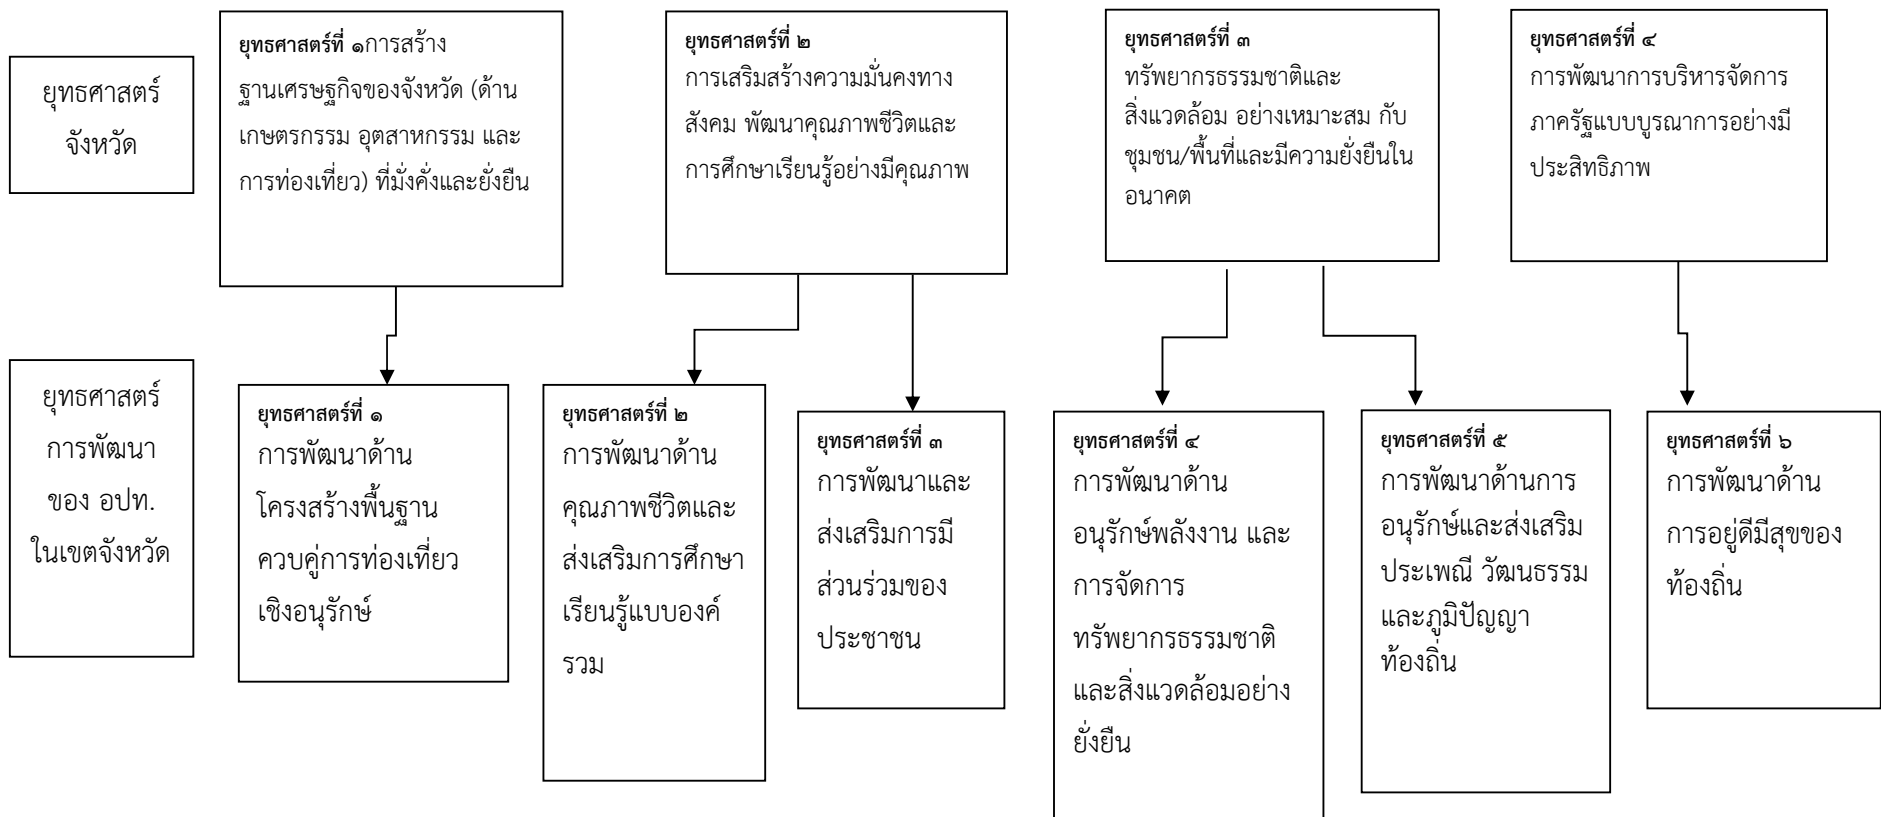 ยุทธศาสตร์
จังหวัด
ยุทธศาสตร์ที่ ๑การสร้าง
ฐานเศรษฐกิจของจังหวัด (ด้าน
เกษตรกรรม อุตสาหกรรม และ
การท่องเที่ยว) ที่มั่งคั่งและยั่งยืน
ยุทธศาสตร์ที่ ๒
การเสริมสร้างความมั่นคงทาง
สังคม พัฒนาคุณภาพชีวิตและ
การศึกษาเรียนรู้อย่างมีคุณภาพ
ยุทธศาสตร์ที่ ๓
ทรัพยากรธรรมชาติและ
สิ่งแวดล้อม อย่างเหมาะสม กับ
ชุมชน/พื้นที่และมีความยั่งยืนใน
อนาคต
ยุทธศาสตร์ที่ ๔
การพัฒนาการบริหารจัดการ
ภาครัฐแบบบูรณาการอย่างมี
ประสิทธิภาพ
ยุทธศาสตร์
การพัฒนา
ของ อปท.
ในเขตจังหวัด
ยุทธศาสตร์ที่ ๑
การพัฒนาด้าน
โครงสร้างพื้นฐาน
ควบคู่การท่องเที่ยว
เชิงอนุรักษ์
ยุทธศาสตร์ที่ ๒
การพัฒนาด้าน
คุณภาพชีวิตและ
ส่งเสริมการศึกษา
เรียนรู้แบบองค์
รวม
ยุทธศาสตร์ที่ ๓
การพัฒนาและ
ส่งเสริมการมี
ส่วนร่วมของ
ประชาชน
ยุทธศาสตร์ที่ ๔
การพัฒนาด้าน
อนุรักษ์พลังงาน และ
การจัดการ
ทรัพยากรธรรมชาติ
และสิ่งแวดล้อมอย่าง
ยั่งยืน
ยุทธศาสตร์ที่ ๕
การพัฒนาด้านการ
อนุรักษ์และส่งเสริม
ประเพณี วัฒนธรรม
และภูมิปัญญา
ท้องถิ่น
ยุทธศาสตร์ที่ ๖
การพัฒนาด้าน
การอยู่ดีมีสุขของ
ท้องถิ่น